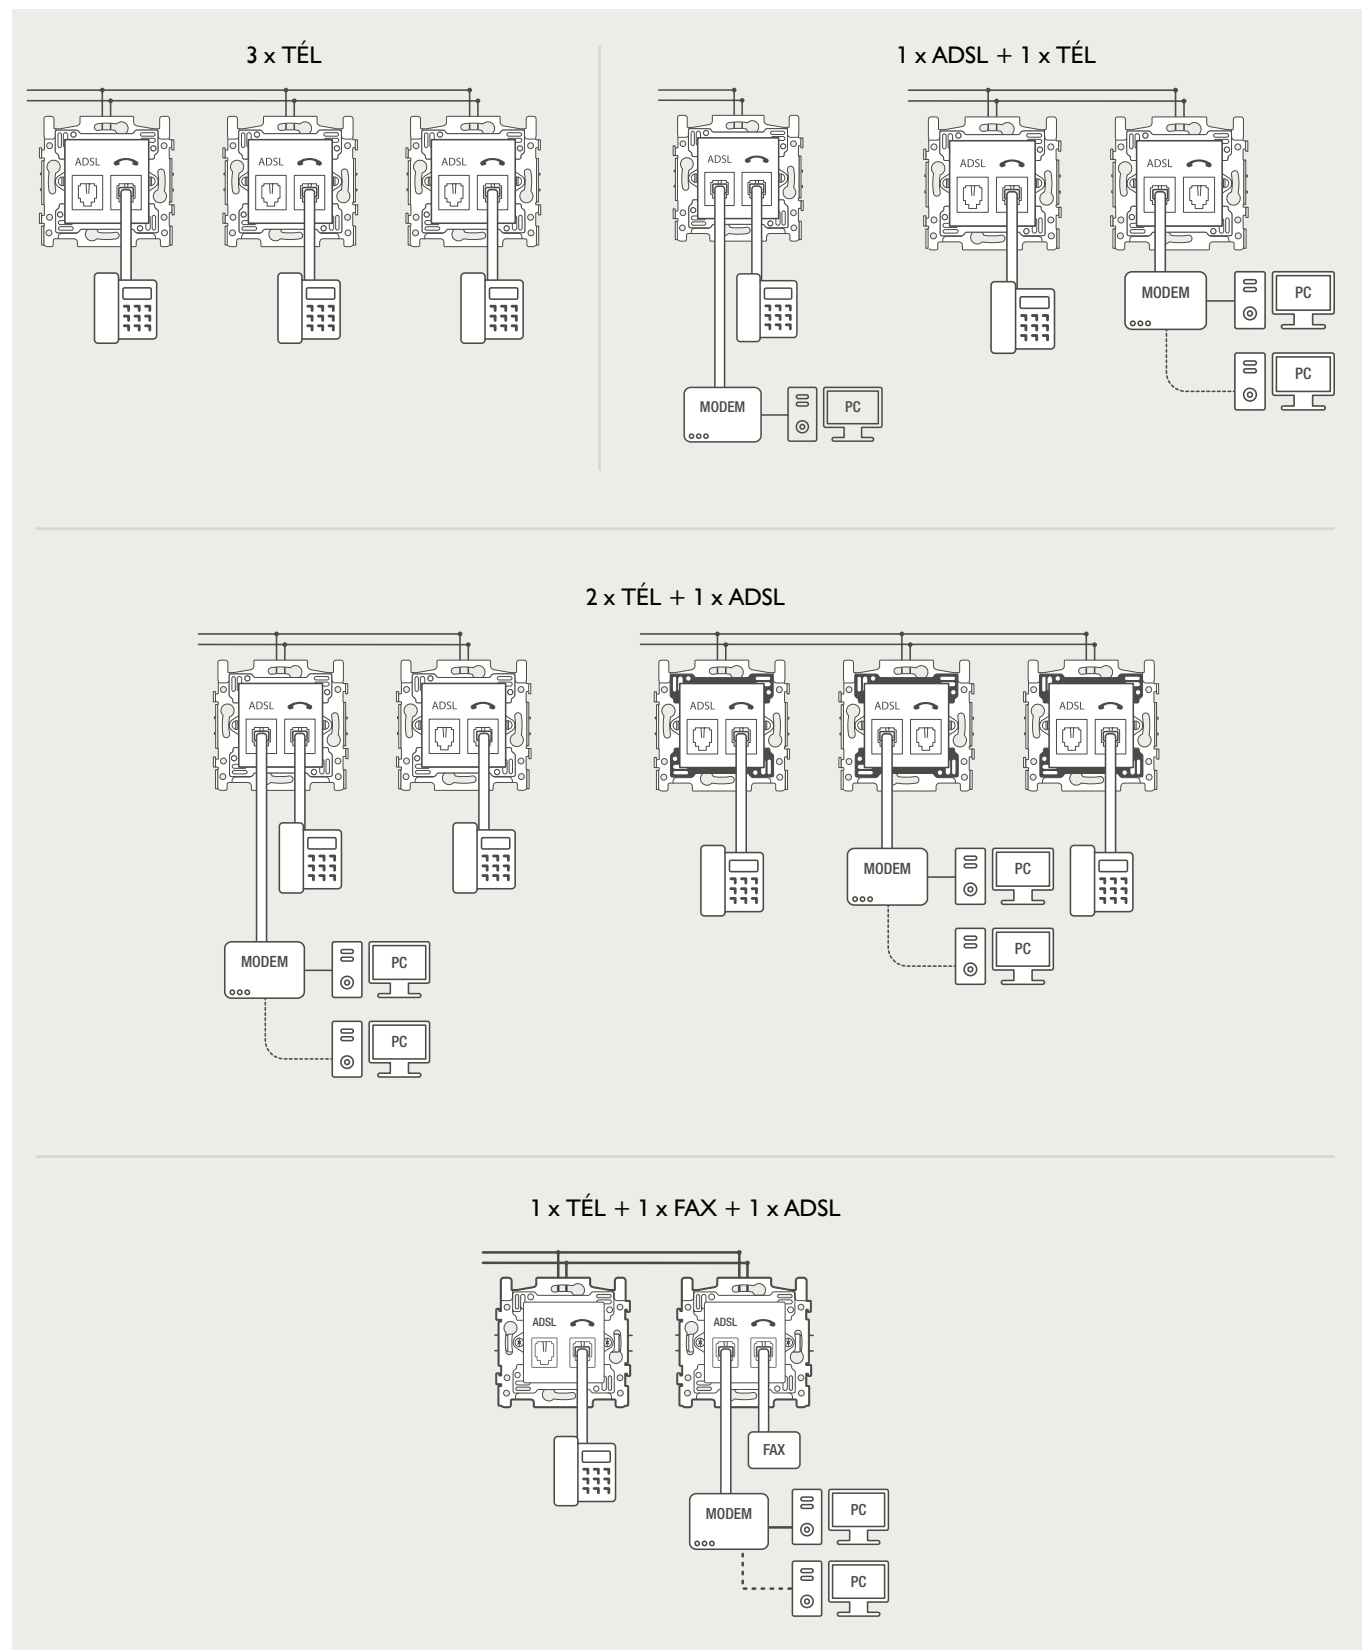 3 x TÉL
ADSL
ADSL
ADSL
1 x ADSL + 1 x TÉL
ADSL
MODEM
PC
ADSL
ADSL
MODEM
PC
PC
2 x TÉL + 1 x ADSL
ADSL
ADSL
MODEM
PC
PC
ADSL
ADSL
ADSL
MODEM
PC
PC
1 x TÉL + 1 x FAX + 1 x ADSL
ADSL
ADSL
FAX
MODEM
PC
PC